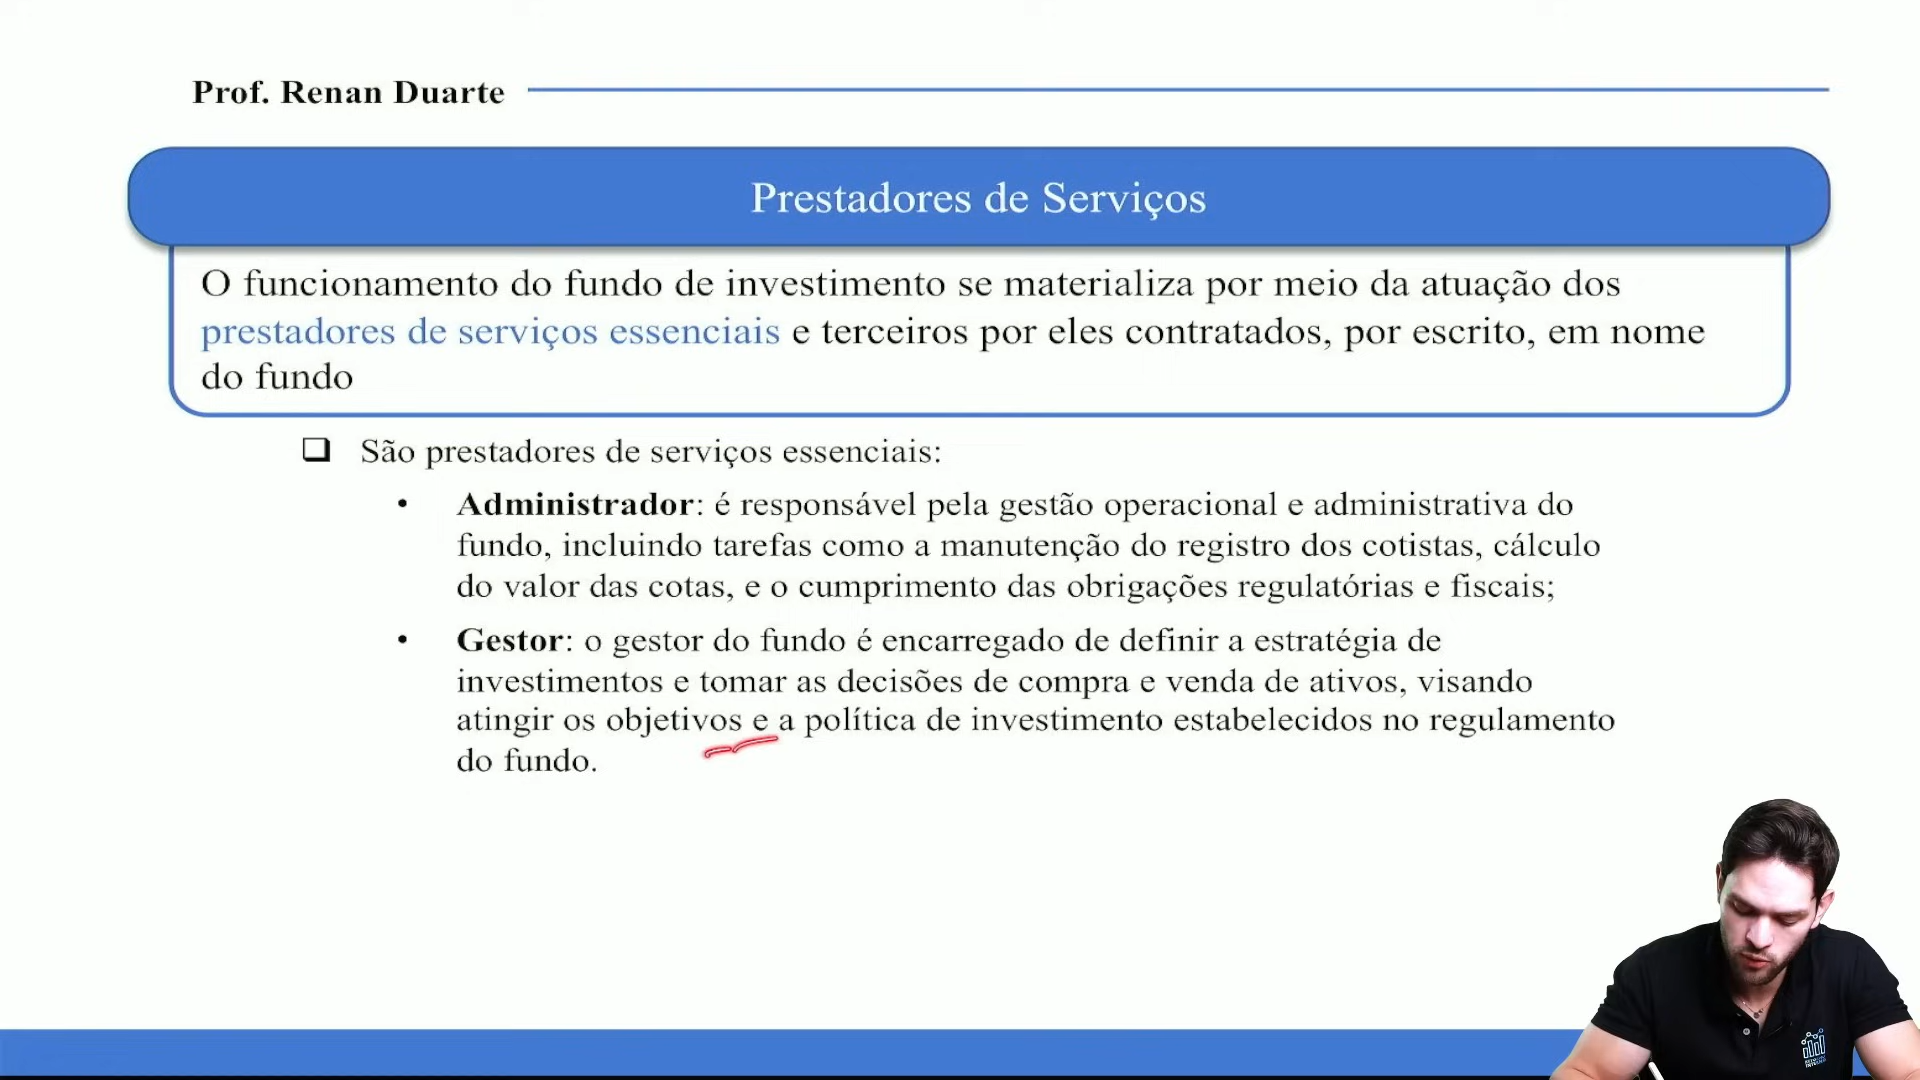 Prof. Renan Duarte
Prestadores de Serviços
O funcionamento do fundo de investimento se materializa por meio da atuação dos
prestadores de serviços essenciais e terceiros por eles contratados, por escrito, em nome
do fundo
❑ São prestadores de serviços essenciais:
• Administrador: é responsável pela gestão operacional e administrativa do
fundo, incluindo tarefas como a manutenção do registro dos cotistas, cálculo
do valor das cotas, e o cumprimento das obrigações regulatórias e fiscais;
• Gestor: o gestor do fundo é encarregado de definir a estratégia de
investimentos e tomar as decisões de compra e venda de ativos, visando
atingir os objetivos e a política de investimento estabelecidos no regulamento
do fundo.